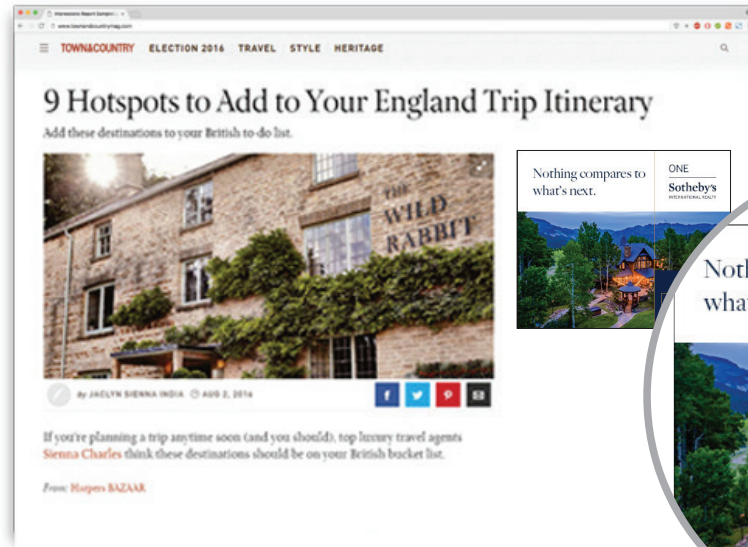 www.townandcountrymag.com
TOWN&COUNTRY ELECTION 2016 TRAVEL STYLE HERITAGE
9 Hotspots to Add to Your England Trip Itinerary
Add these destinations to your British to-do list.
THE
WILD
RABBIT
Nothing compares to
what's next.
ONE
Sotheby's
INTERNATIONAL REALTY
Noth
what
By JACLYN SIENNA INDIA AUG 2, 2016
If you're planning a trip anytime soon (and you should), top luxury travel agents
Sienna Charles think these destinations should be on your British bucket list.
From: Harpers BAZAAR